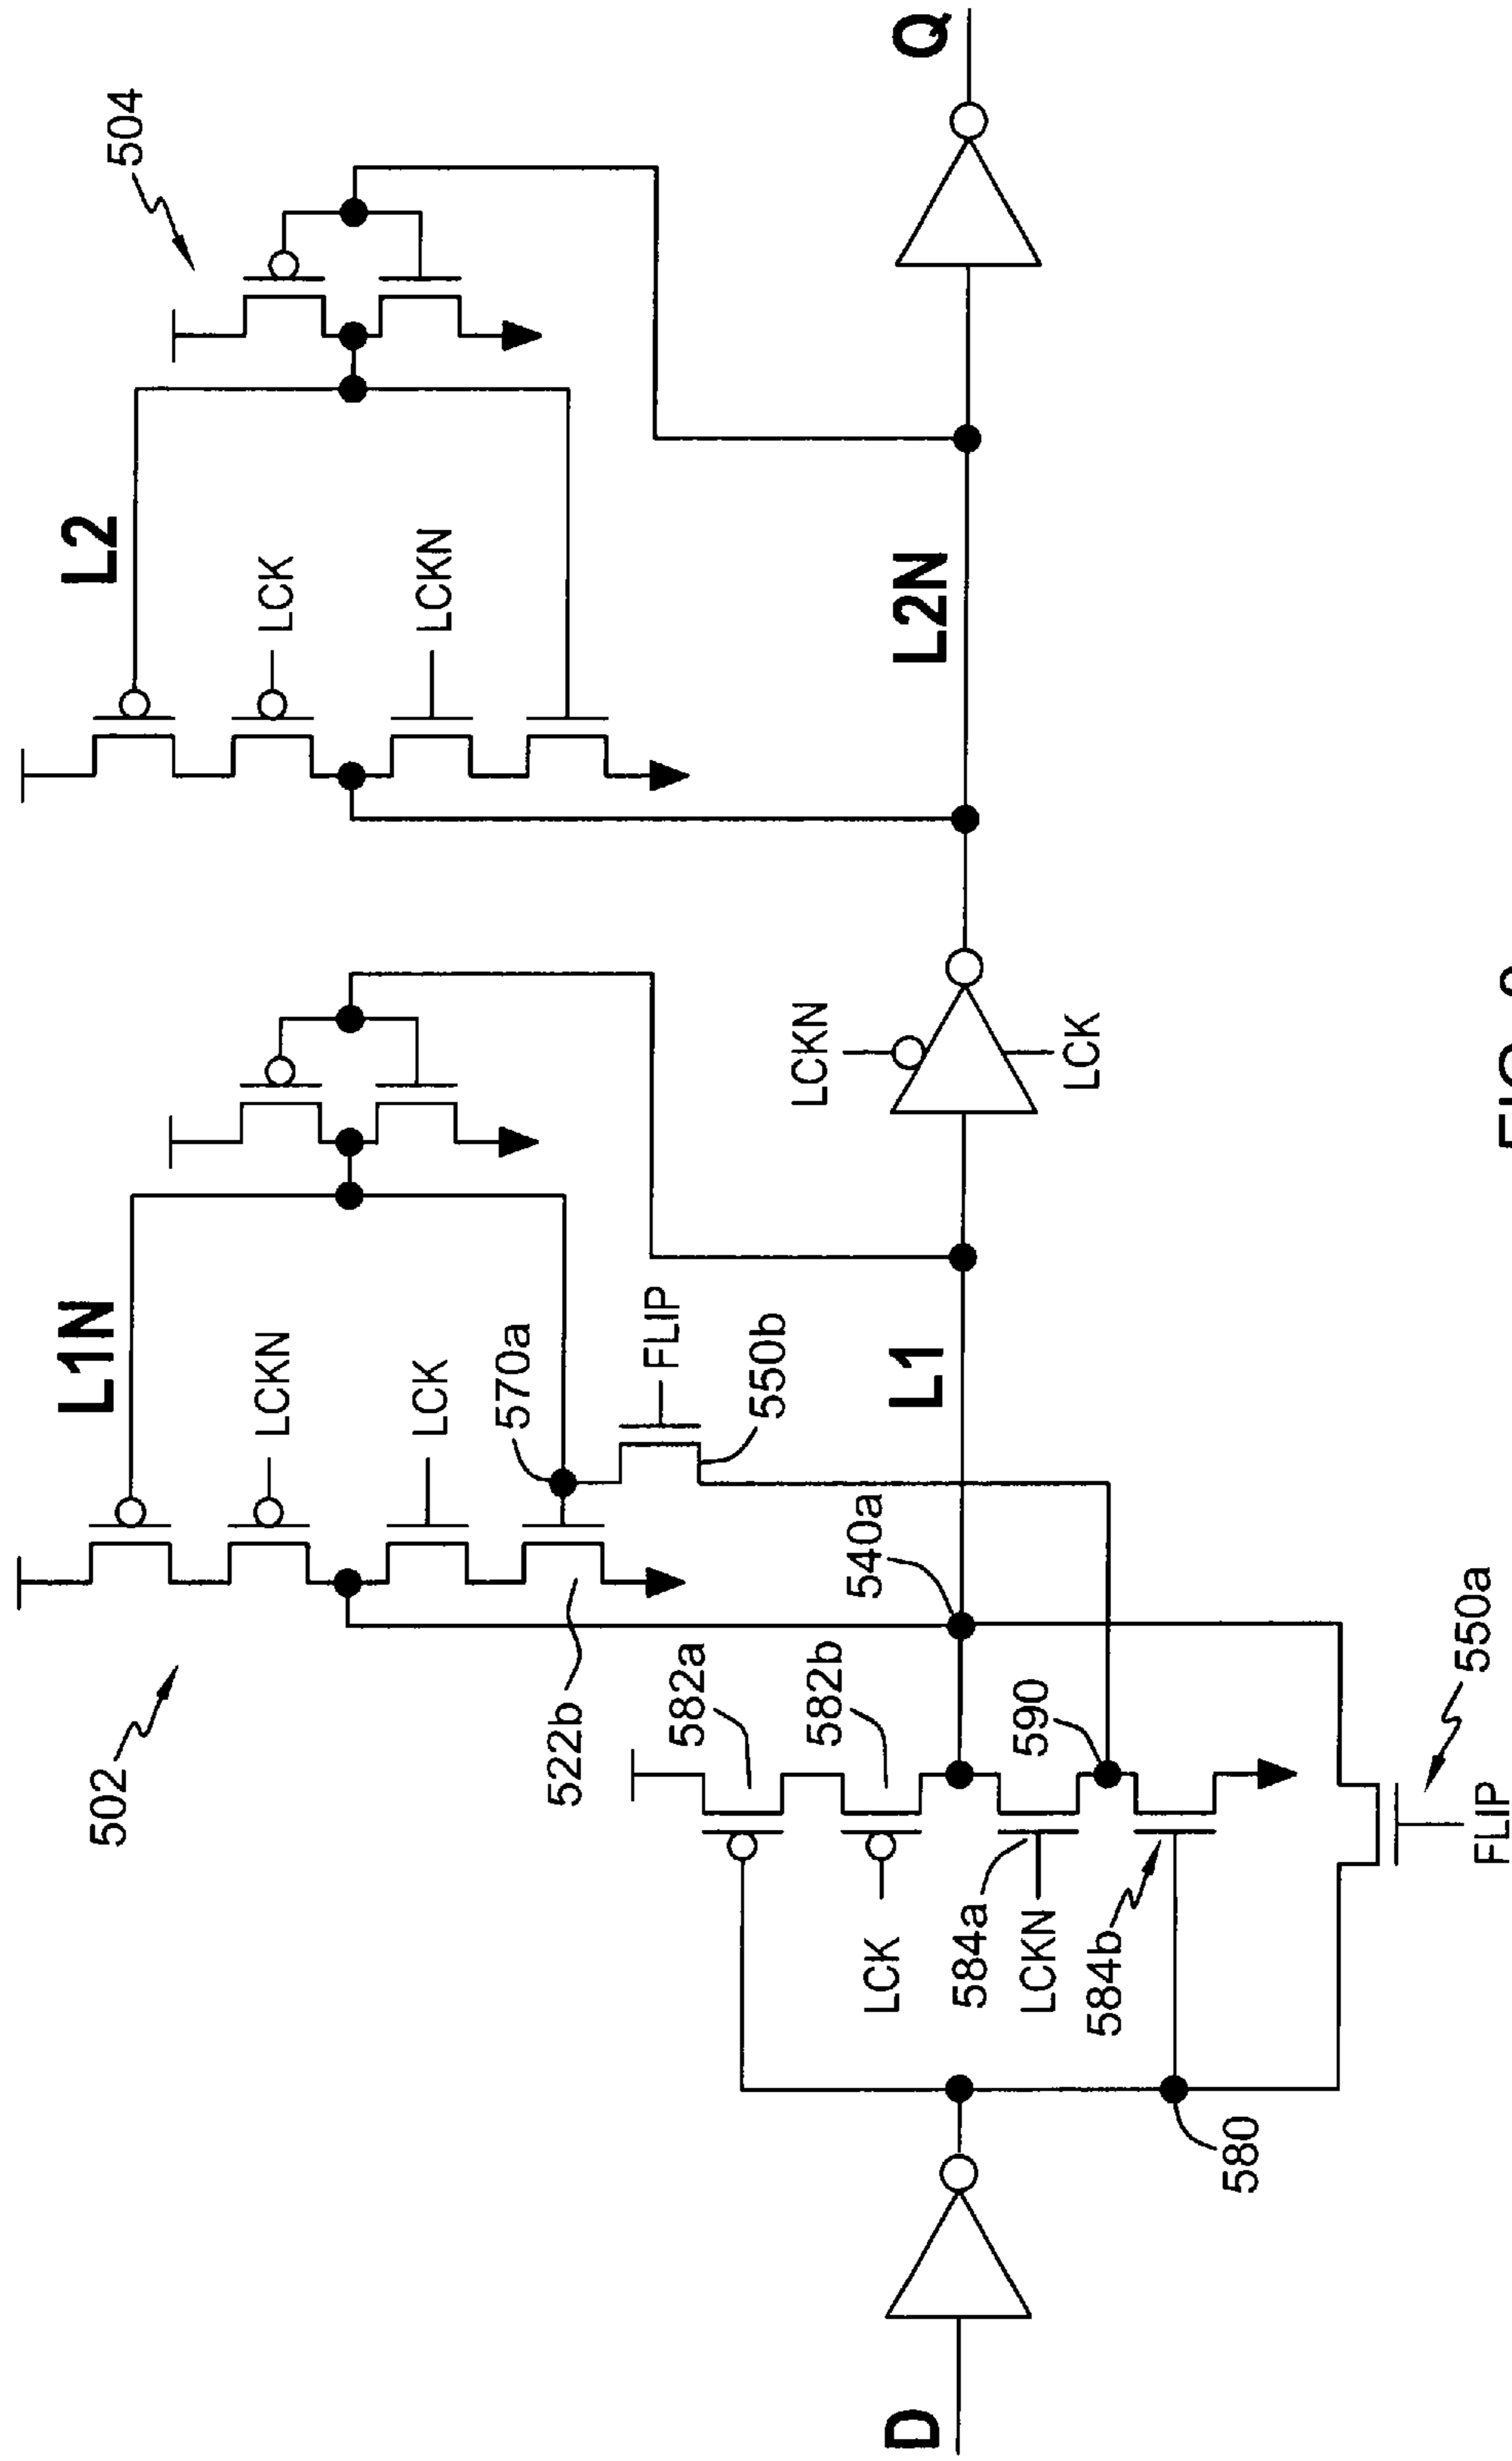 502
L1N
LCKN
LCK
522b
570a
FLIP
550b
L2
LCK
LCKN
504
D
580
LCK
584a
LCKN
584b
582a
582b
590
540a
550a
FLIP
L1
LCKN
LCK
L2N
Q